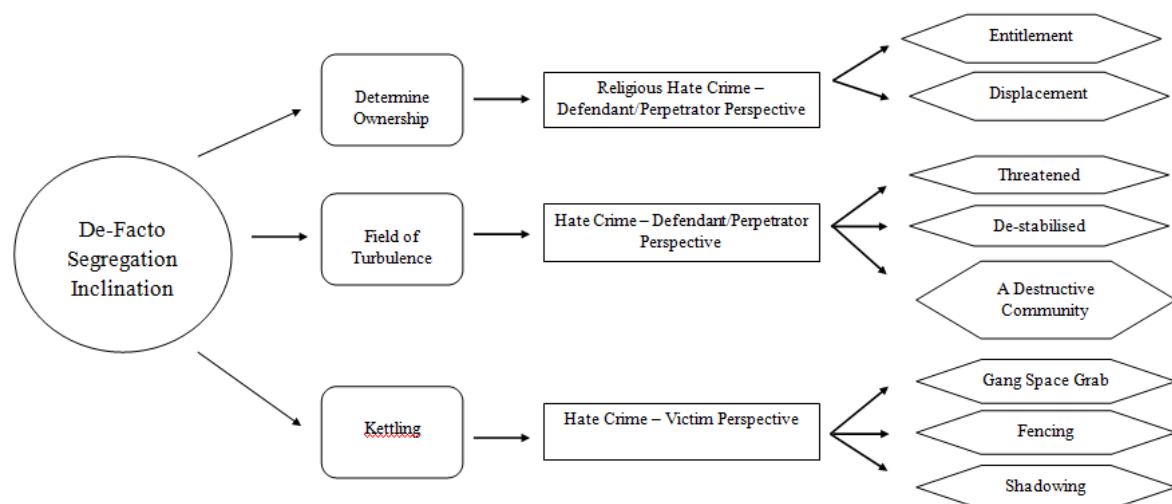 De-Facto
Segregation
Inclination
Determine
Ownership
Religious Hate Crime –
Defendant/Perpetrator Perspective
Entitlement
Displacement
Field of
Turbulence
Hate Crime – Defendant/Perpetrator
Perspective
Threatened
De-stabilised
A Destructive
Community
Kettling
Hate Crime – Victim Perspective
Gang Space Grab
Fencing
Shadowing